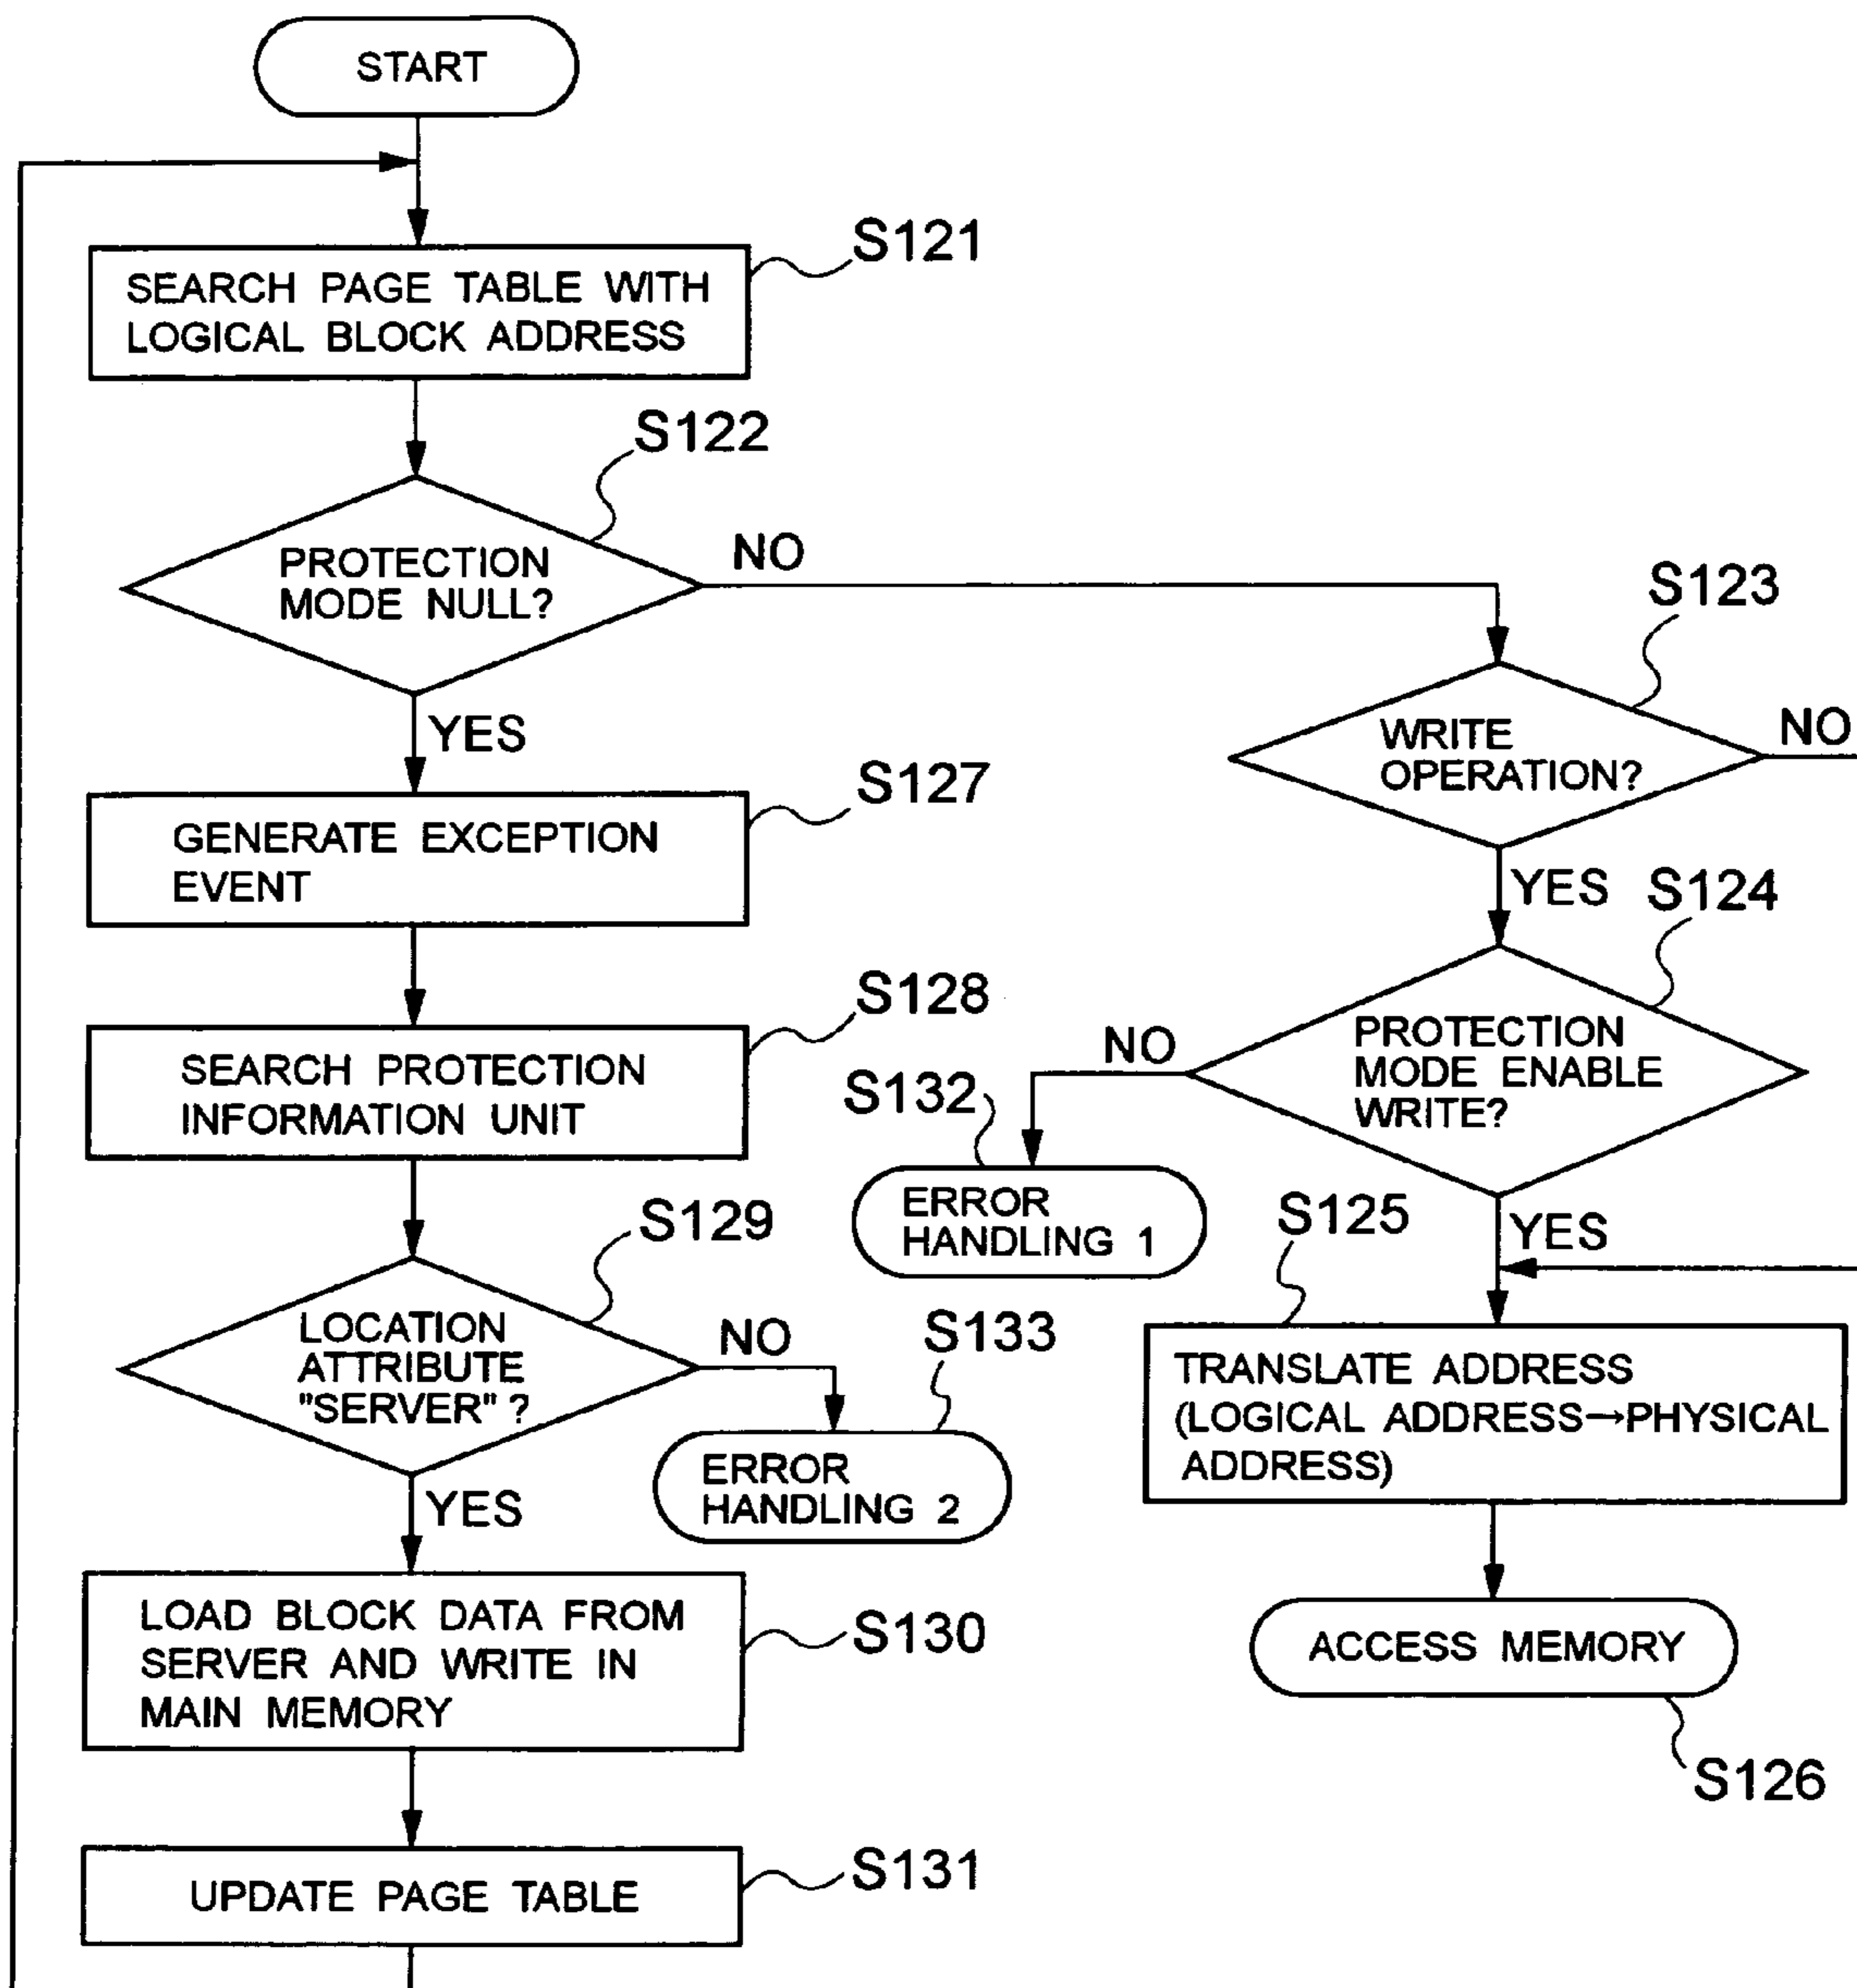 START
S121
SEARCH PAGE TABLE WITH
LOGICAL BLOCK ADDRESS
S122
PROTECTION
MODE NULL?
NO
YES
S123
WRITE
OPERATION?
NO
YES
S127
GENERATE EXCEPTION
EVENT
S124
PROTECTION
MODE ENABLE
WRITE?
NO
YES
S128
SEARCH PROTECTION
INFORMATION UNIT
S132
ERROR
HANDLING 1
S129
LOCATION
ATTRIBUTE
"SERVER" ?
NO
YES
S133
ERROR
HANDLING 2
S125
TRANSLATE ADDRESS
(LOGICAL ADDRESS→PHYSICAL
ADDRESS)
S130
LOAD BLOCK DATA FROM
SERVER AND WRITE IN
MAIN MEMORY
ACCESS MEMORY
S126
S131
UPDATE PAGE TABLE